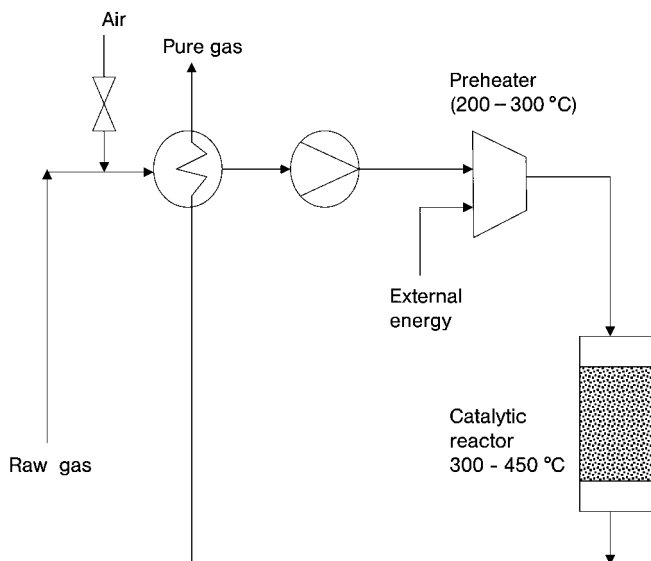 Air
Pure gas
Preheater
(200 – 300 °C)
External
energy
Catalytic
reactor
300 - 450 °C
Raw gas